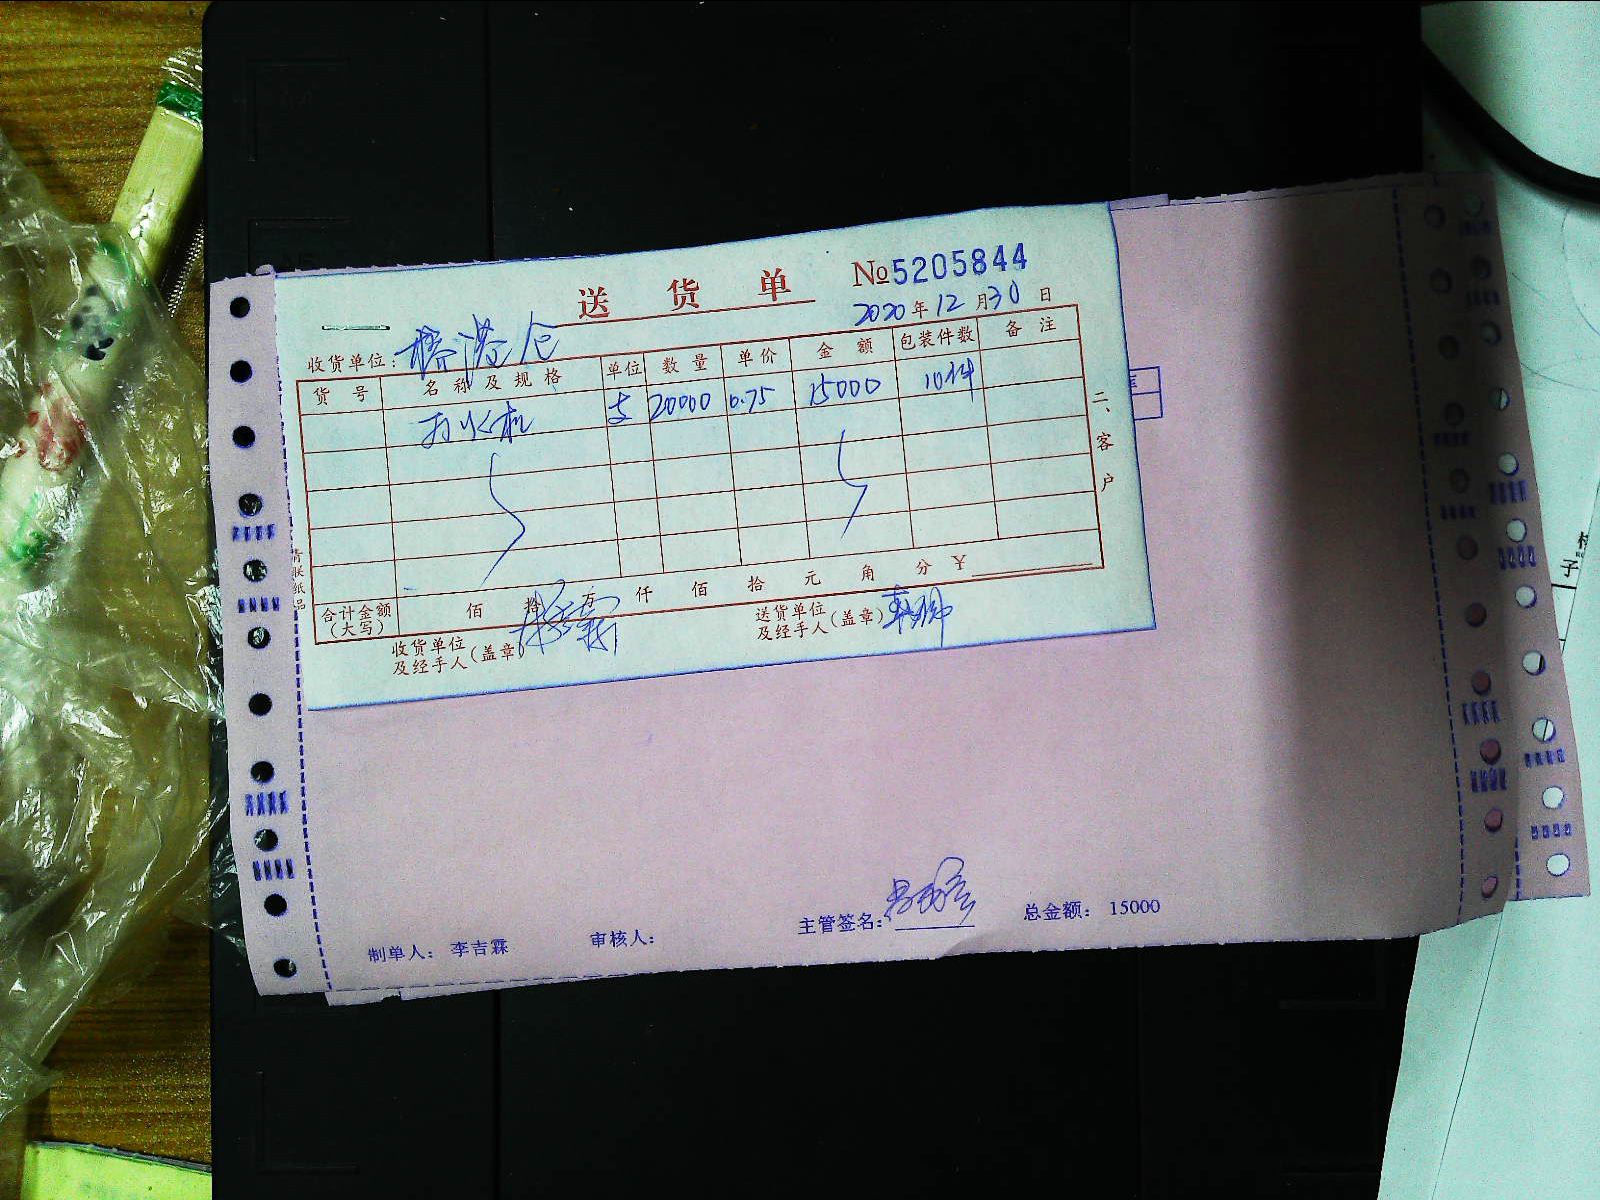 送货单 №5205844
2020年12月30日
收货单位:
货号 名称及规格 单位 数量 单价 金额 包装件数 备注
打火机 支 20000 0.75 15000 10件
二、客户
合计金额(大写) 佰 拾 万 仟 佰 拾 元 角 分 ¥
收货单位及经手人(盖章)
送货单位及经手人(盖章)
制单人: 李吉霖 审核人: 主管签名: 总金额: 15000